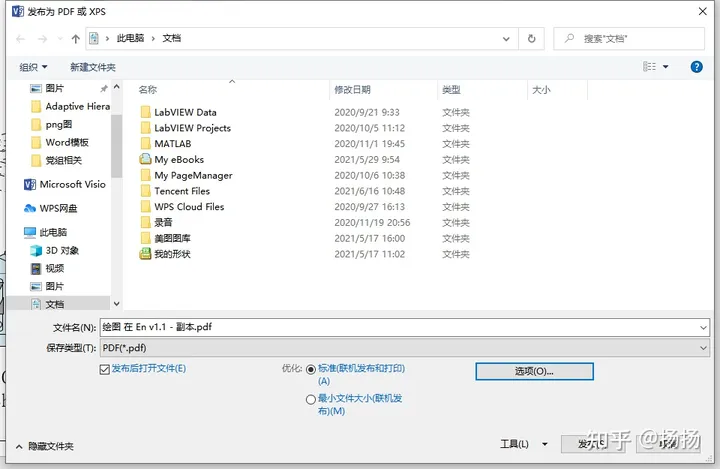 发布为 PDF 或 XPS
此电脑 文档
搜索"文档"
组织 新建文件夹
名称 修改日期 类型 大小
图片
Adaptive Hiera
png图
Word模板
党组相关
Microsoft Visio
WPS网盘
此电脑
3D 对象
视频
图片
文档
LabVIEW Data 2020/9/21 9:33 文件夹
LabVIEW Projects 2020/10/5 11:12 文件夹
MATLAB 2020/11/1 19:45 文件夹
My eBooks 2021/5/29 9:54 文件夹
My PageManager 2020/10/6 10:38 文件夹
Tencent Files 2021/6/16 10:48 文件夹
WPS Cloud Files 2020/9/27 16:13 文件夹
录音 2020/11/19 20:56 文件夹
美图图库 2021/5/17 16:00 文件夹
我的形状 2021/5/17 11:02 文件夹
文件名(N): 绘图 在 En v1.1 - 副本.pdf
保存类型(T): PDF(*.pdf)
发布后打开文件(E)
优化: 标准(联机发布和打印)
(A)
最小文件大小(联机发
布)(M)
选项(O)...
隐藏文件夹
工具(L)
发布(S)
取消
知乎 @扬扬